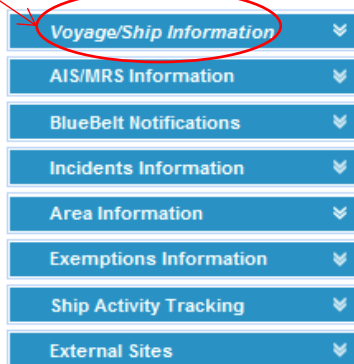 Voyage/Ship Information
AIS/MRS Information
BlueBelt Notifications
Incidents Information
Area Information
Exemptions Information
Ship Activity Tracking
External Sites